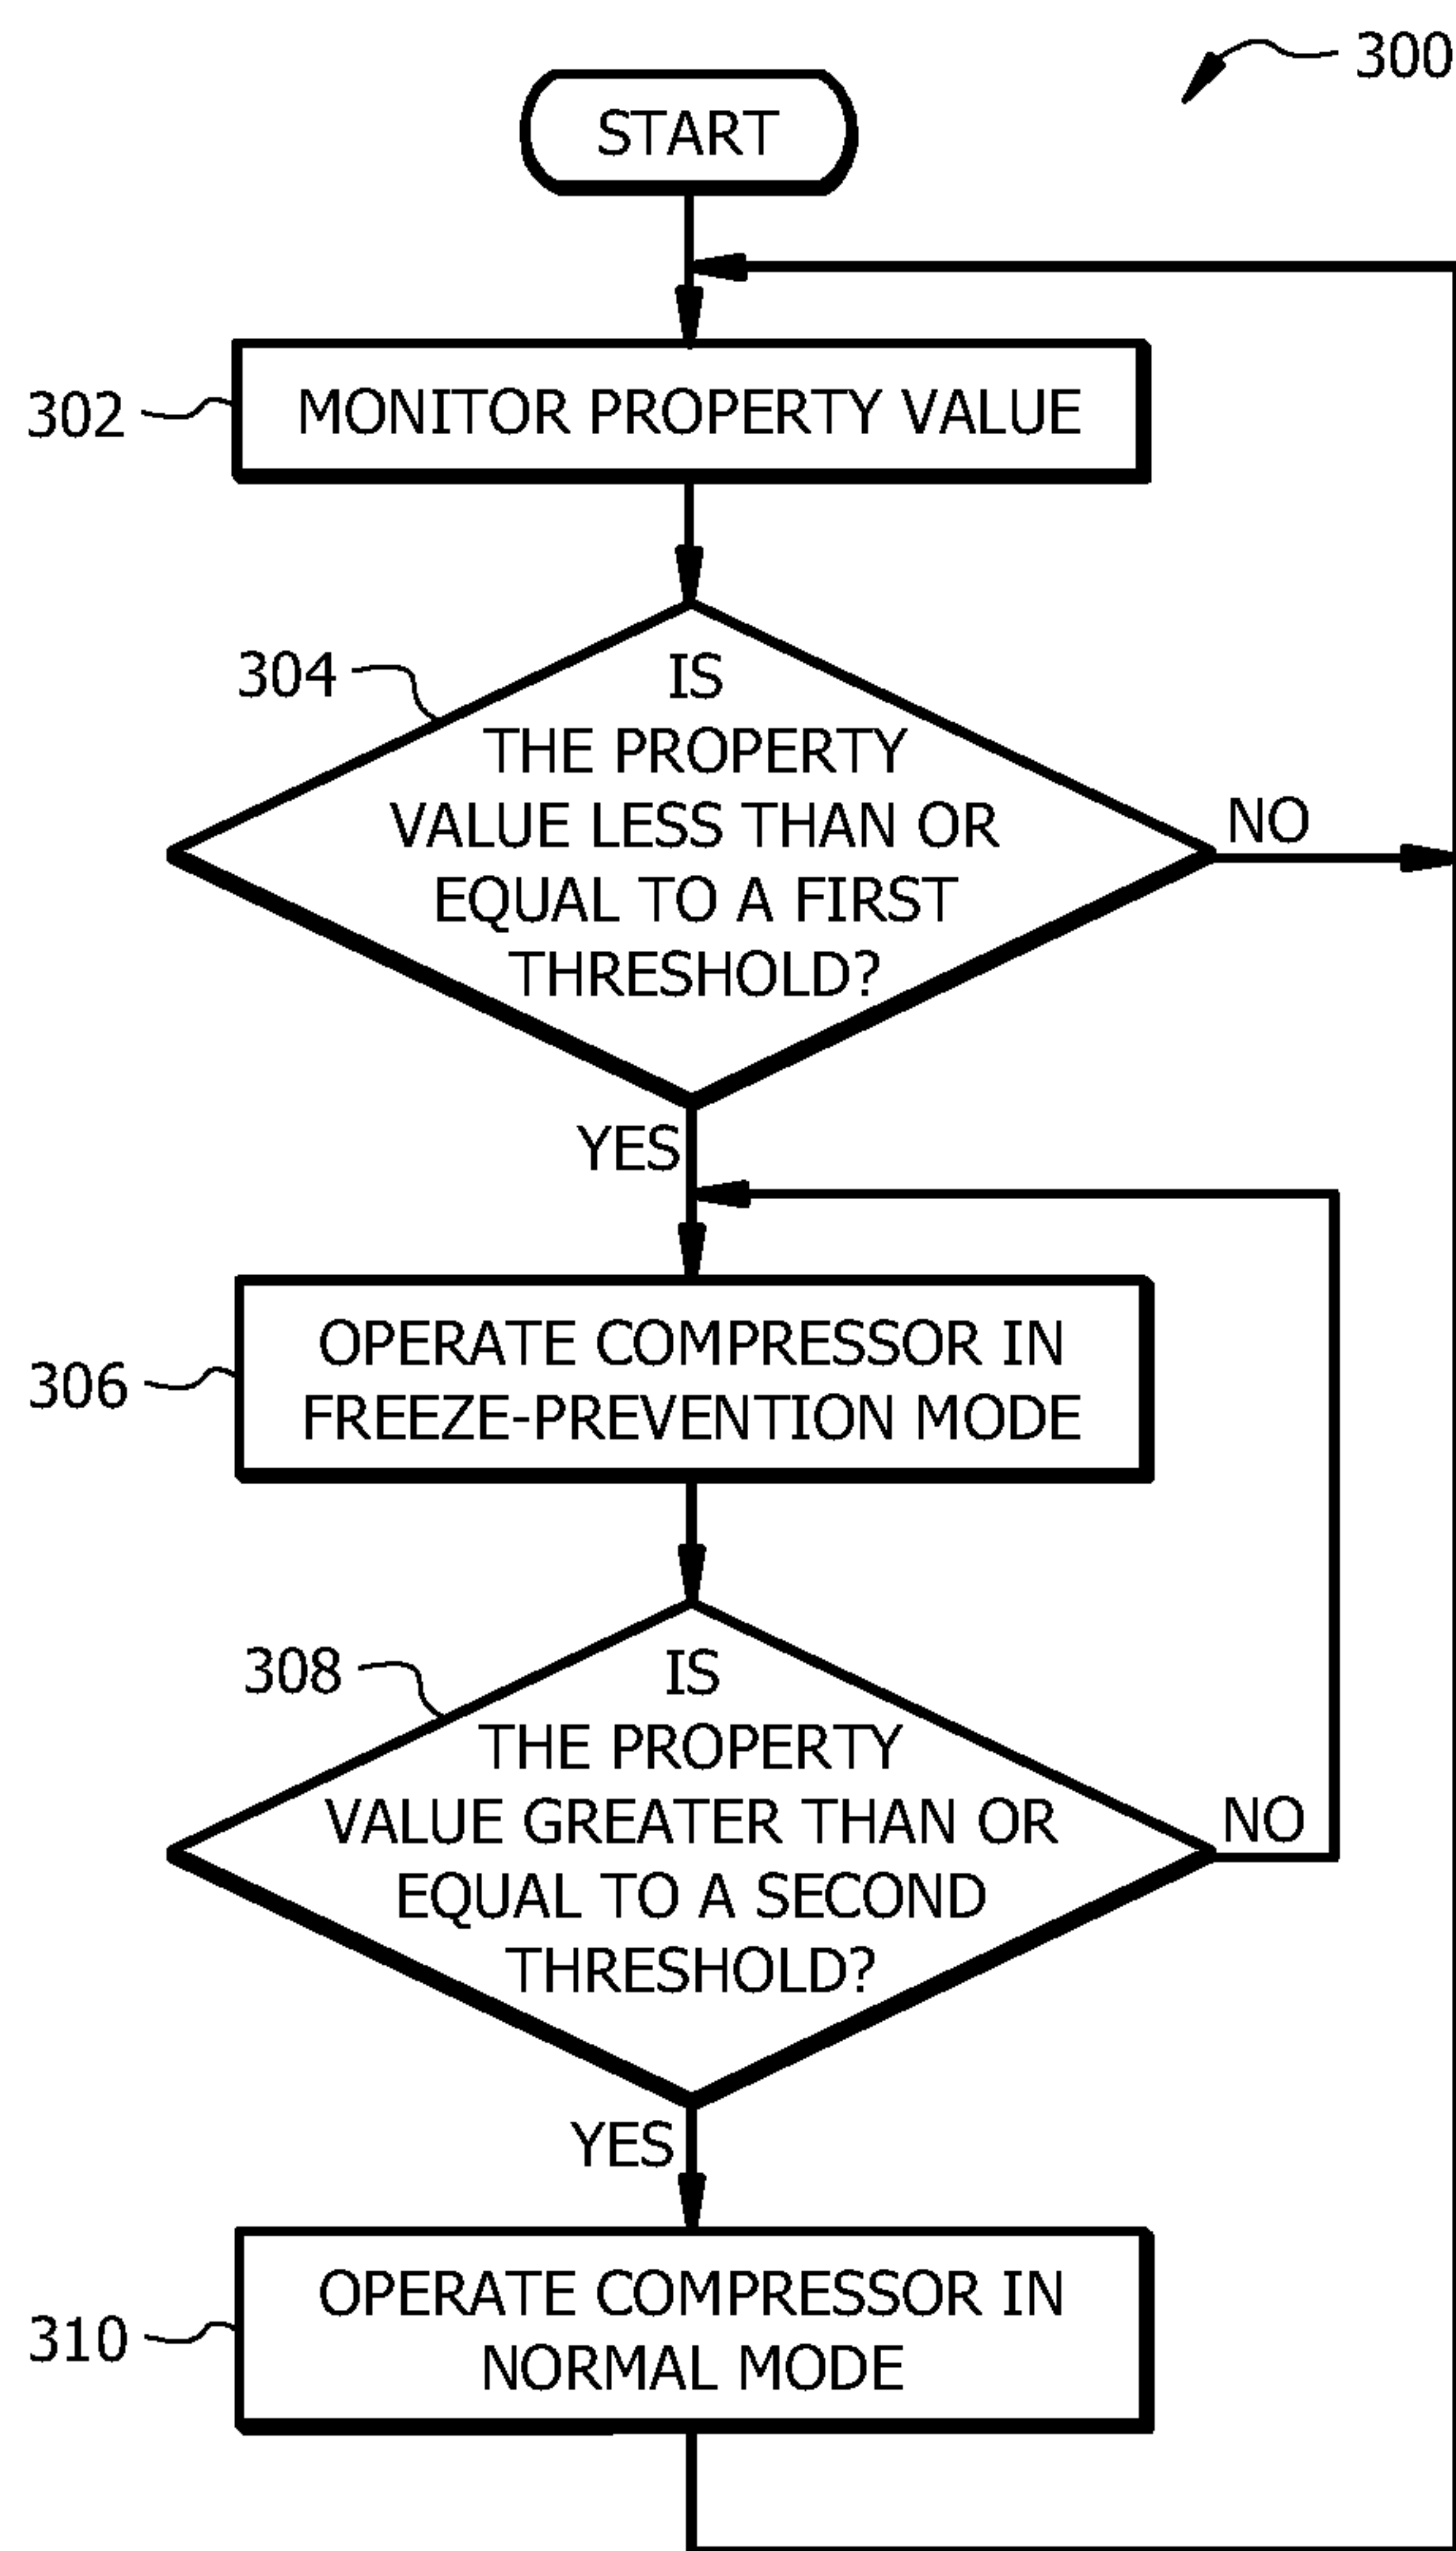 300
START
302
MONITOR PROPERTY VALUE
304
IS
THE PROPERTY
VALUE LESS THAN OR
EQUAL TO A FIRST
THRESHOLD?
NO
YES
306
OPERATE COMPRESSOR IN
FREEZE-PREVENTION MODE
308
IS
THE PROPERTY
VALUE GREATER THAN OR
EQUAL TO A SECOND
THRESHOLD?
NO
YES
310
OPERATE COMPRESSOR IN
NORMAL MODE